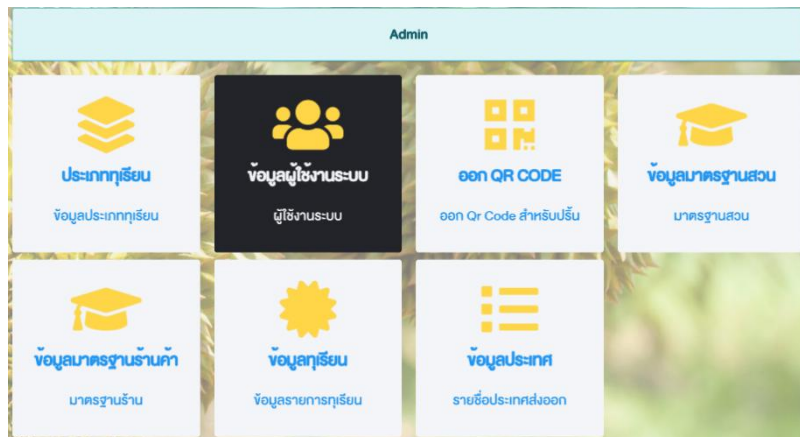 Admin
ประเภททุเรียน
ข้อมูลประเภททุเรียน
ข้อมูลผู้ใช้งานระบบ
ผู้ใช้งานระบบ
ออก QR CODE
ออก Qr Code สำหรับปริ้น
ข้อมูลมาตรฐานสวน
มาตรฐานสวน
ข้อมูลมาตรฐานร้านค้า
มาตรฐานร้าน
ข้อมูลทุเรียน
ข้อมูลรายการทุเรียน
ข้อมูลประเทศ
รายชื่อประเทศส่งออก